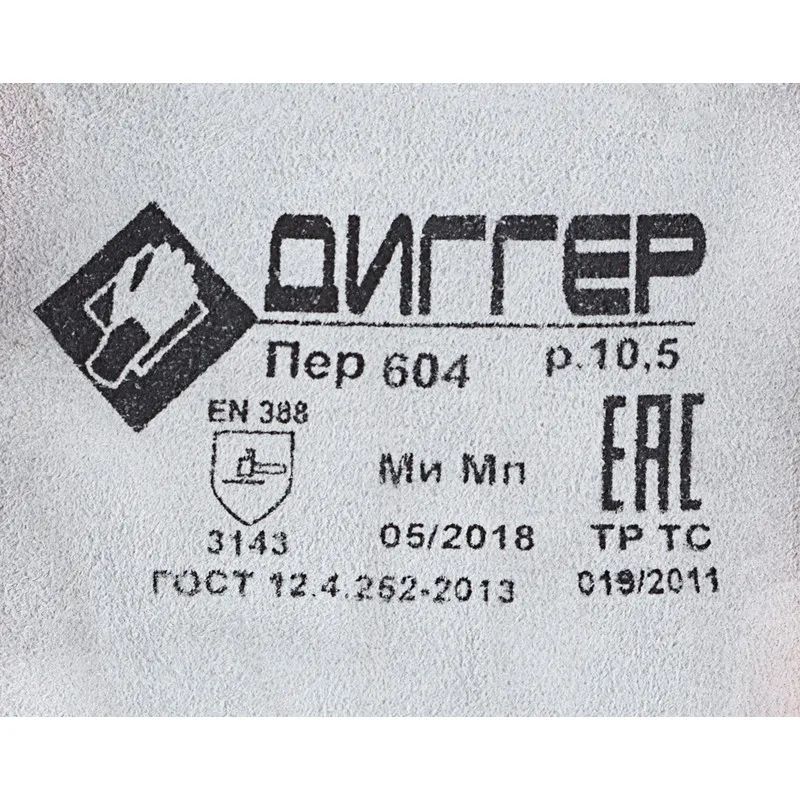 ДИГГЕР
Пер 604 р.10,5
EN 388
Ми Мп
ЕАС
3143 05/2018 ТР ТС
ГОСТ 12.4.252-2013 019/2011